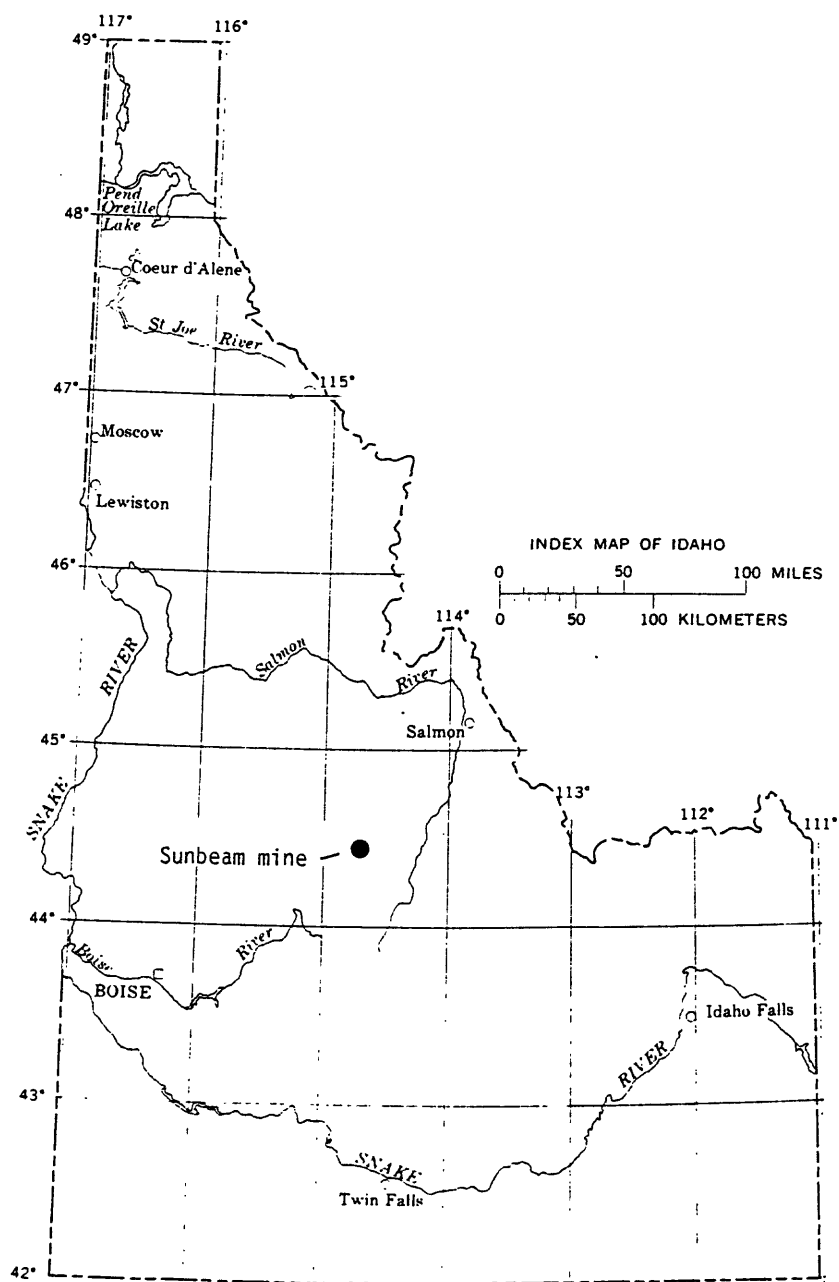 117° 116°
49°
Pend
Oreille
48°
Lake
Coeur d'Alene
St Joe River
47° 115°
Moscow
Lewiston
46°
INDEX MAP OF IDAHO
0 50 100 MILES
0 50 100 KILOMETERS
114°
RIVER
Salmon River
Salmon
45°
SNAKE
113°
112° 111°
Sunbeam mine
44°
Boise River
BOISE
Idaho Falls
RIVER
43°
SNAKE
Twin Falls
42°